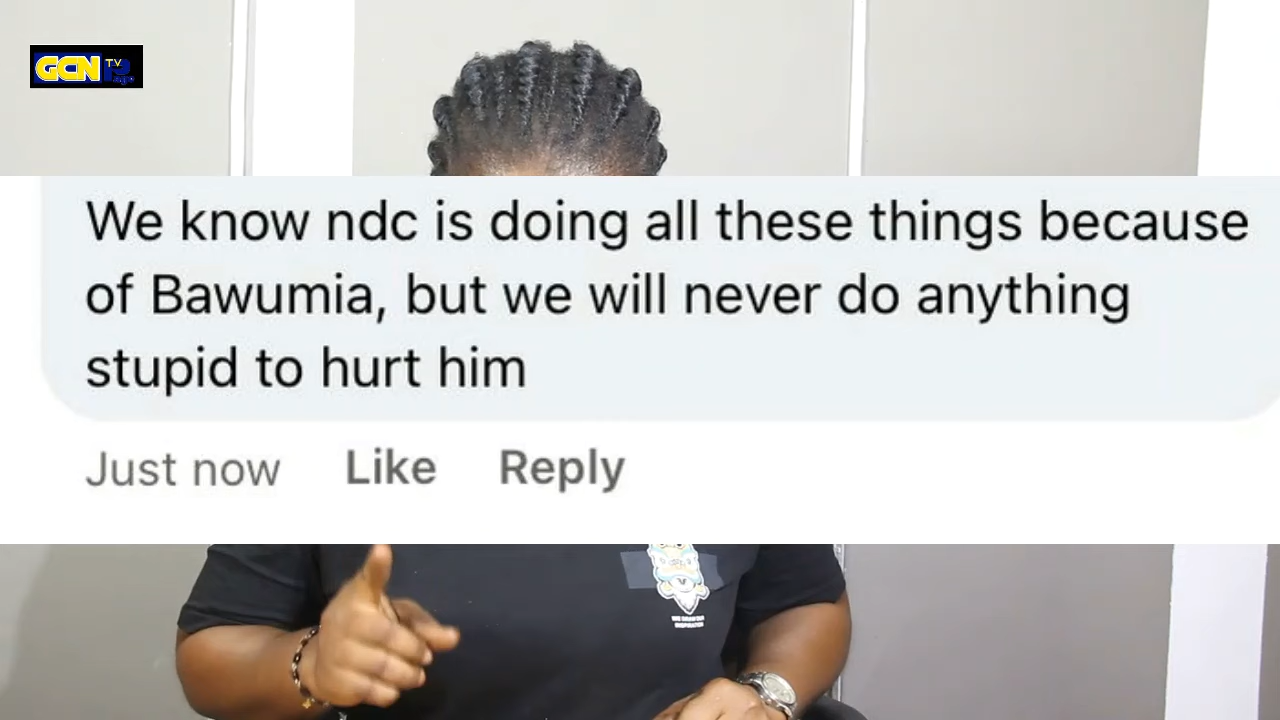 GCN TV
We know ndc is doing all these things because
of Bawumia, but we will never do anything
stupid to hurt him
Just now Like Reply